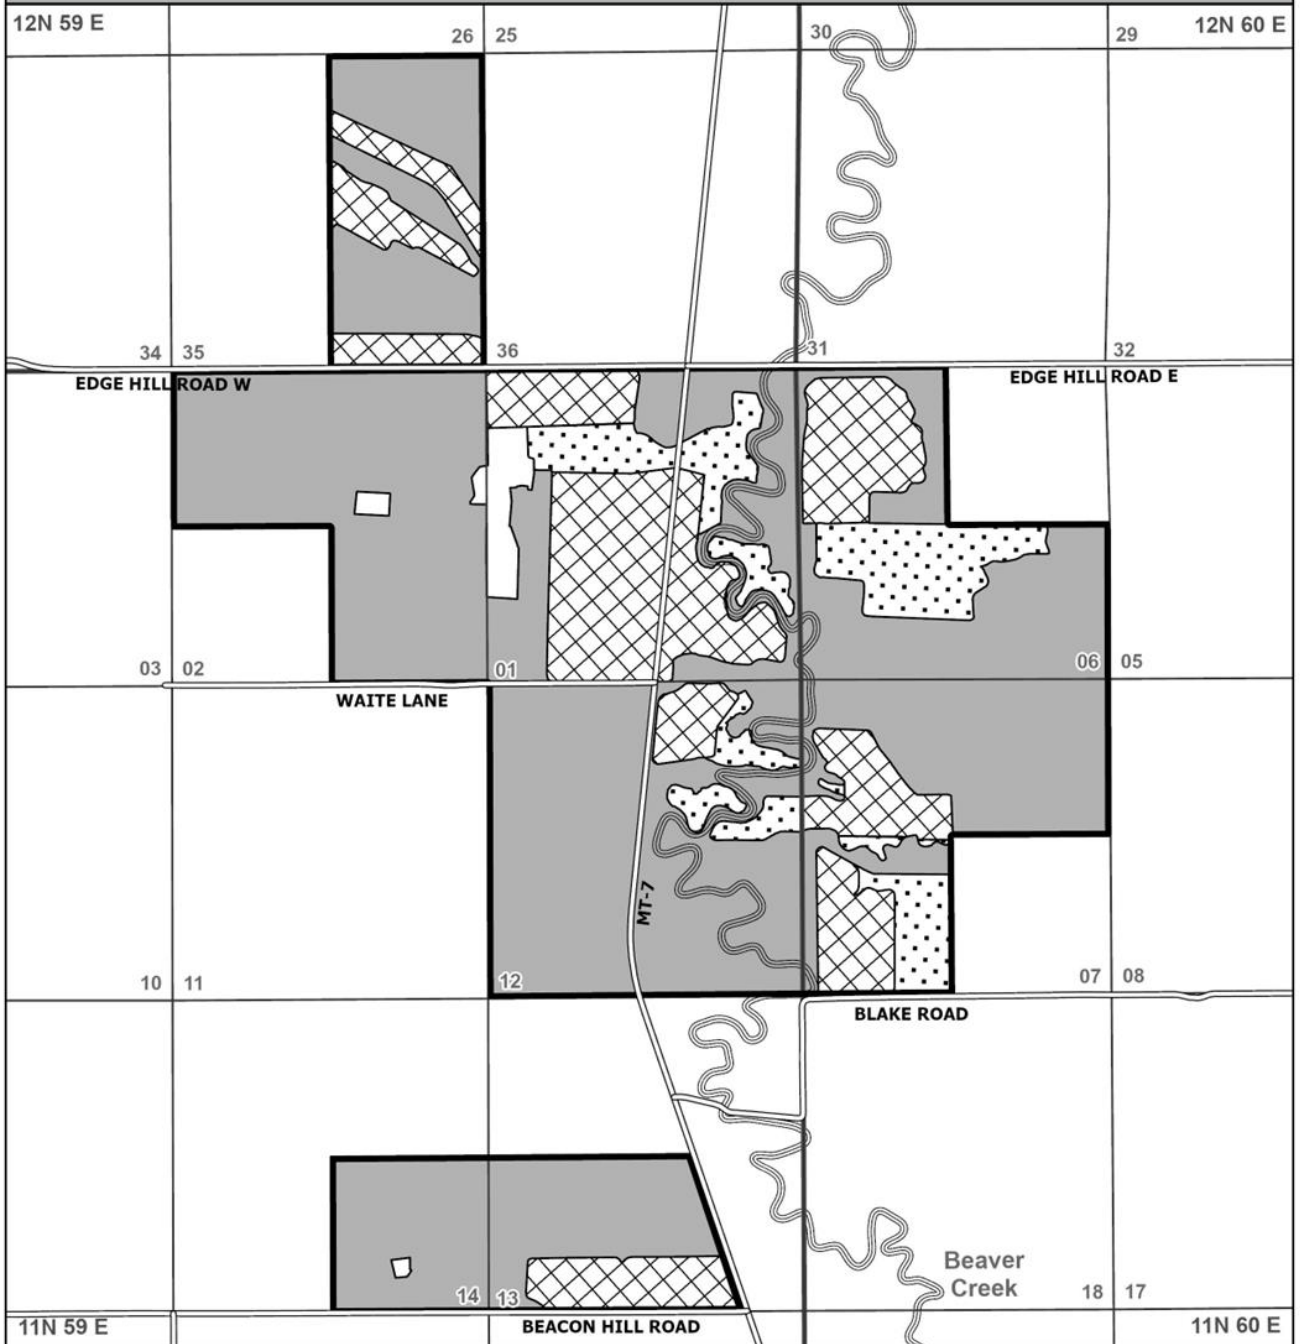 12N 59 E
26
25
30
29
12N 60 E
34
35
36
31
32
EDGE HILL ROAD W
EDGE HILL ROAD E
03
02
01
06
05
WAITE LANE
MT-7
10
11
12
07
08
BLAKE ROAD
Beaver
Creek
14
13
18
17
11N 59 E
BEACON HILL ROAD
11N 60 E